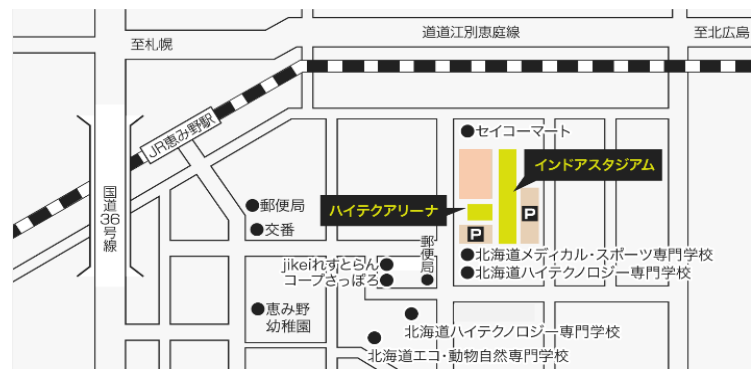 道道江別恵庭線
至札幌
至北広島
JR恵み野駅
セイコーマート
インドアスタジアム
国道36号線
郵便局
ハイテクアリーナ
P
交番
P
郵便局
jikeiれすとらん
コープさっぽろ
北海道メディカル・スポーツ専門学校
北海道ハイテクノロジー専門学校
恵み野
幼稚園
北海道ハイテクノロジー専門学校
北海道エコ・動物自然専門学校